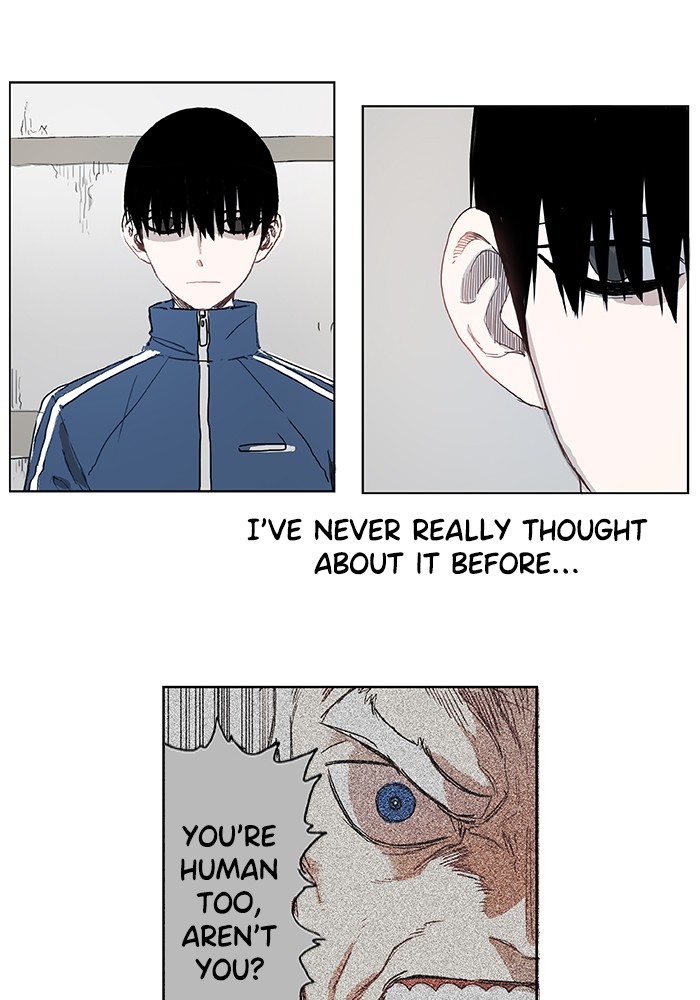 I'VE NEVER REALLY THOUGHT
ABOUT IT BEFORE...
YOU'RE
HUMAN
TOO,
AREN'T
YOU?